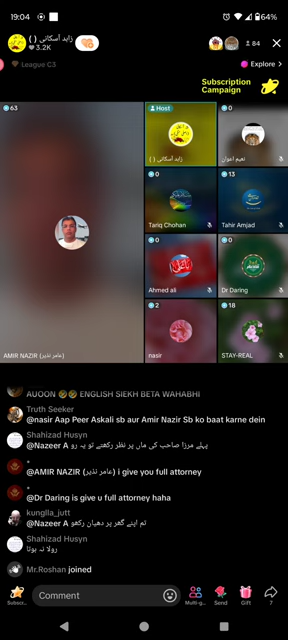 19:04
64%
زاہد آسکانی ( )
3.2K
84
League C3
Explore >
Subscription
Campaign
63
Host
0
زاہد آسکانی ( )
نعیم اعوان
0
13
Tariq Chohan
Tahir Amjad
0
0
Ahmed ali
Dr Daring
2
18
AMIR NAZIR (عامر نذیر)
nasir
STAY-REAL
AUOON 🤣🤣 ENGLISH SIEKH BETA WAHABHI
Truth Seeker
@nasir Aap Peer Askali sb aur Amir Nazir Sb ko baat karne dein
Shahizad Husyn
@Nazeer A پہلے مرزا صاحب کی ماں پر نظر رکھتے تو یہ رو
@AMIR NAZIR (عامر نذیر) i give you full attorney
@Dr Daring is give u full attorney haha
kunglla_jutt
@Nazeer A تم اپنے گھر پر دھیان رکھو
Shahizad Husyn
رولا نہ ہوتا
Mr.Roshan joined
Comment
Subscr...
Multi-g...
Send
Gift
7